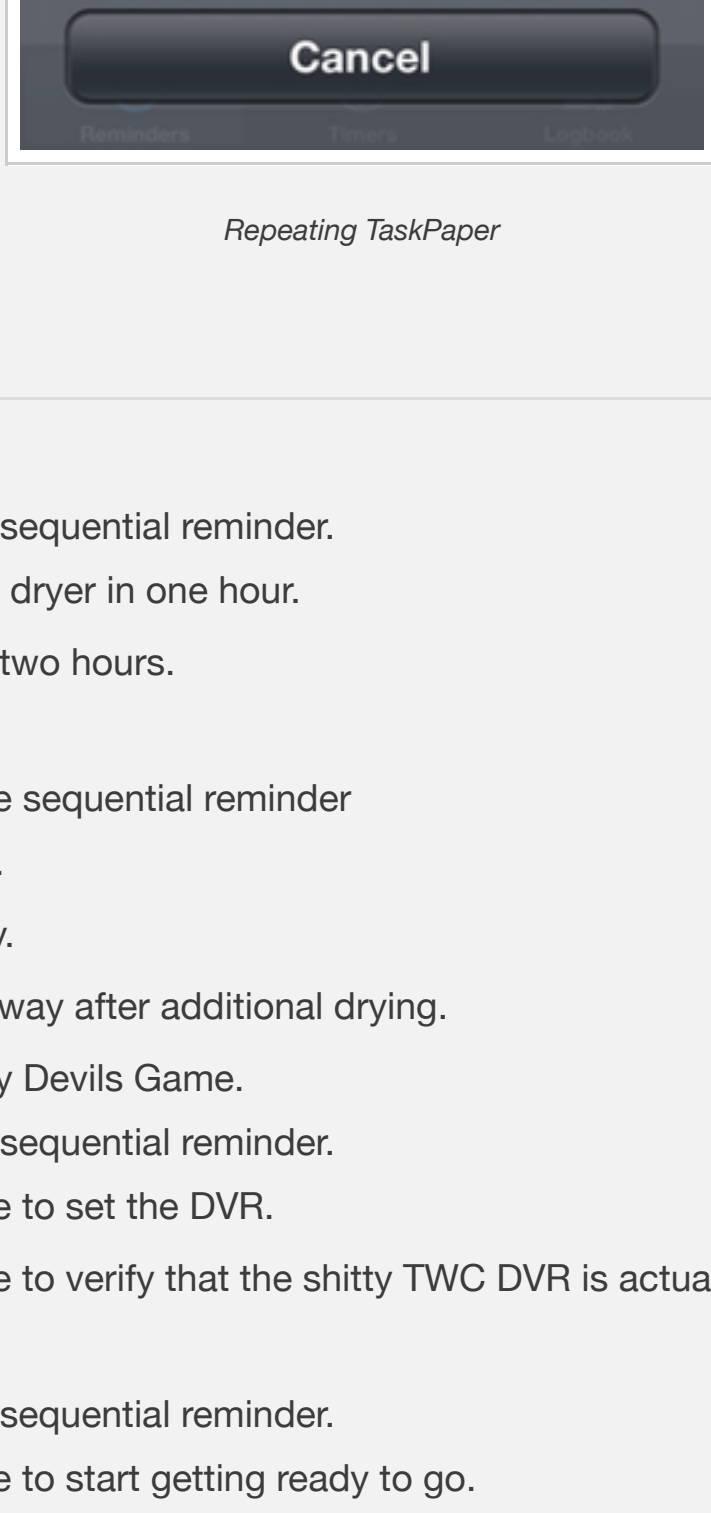 Cancel
Reminders Timers Logbook
Repeating TaskPaper
sequential reminder.
dryer in one hour.
two hours.
e sequential reminder
.
y.
way after additional drying.
y Devils Game.
sequential reminder.
e to set the DVR.
e to verify that the shitty TWC DVR is actua
sequential reminder.
e to start getting ready to go.